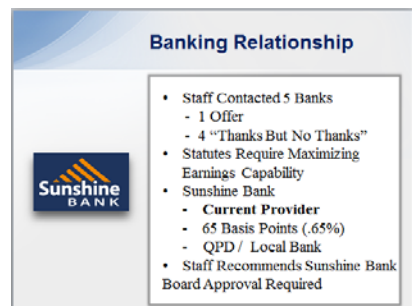 Banking Relationship
• Staff Contacted 5 Banks
- 1 Offer
- 4 “Thanks But No Thanks”
• Statutes Require Maximizing
Earnings Capability
• Sunshine Bank
- Current Provider
- 65 Basis Points (.65%)
- QPD / Local Bank
• Staff Recommends Sunshine Bank
Board Approval Required
Sunshine
BANK